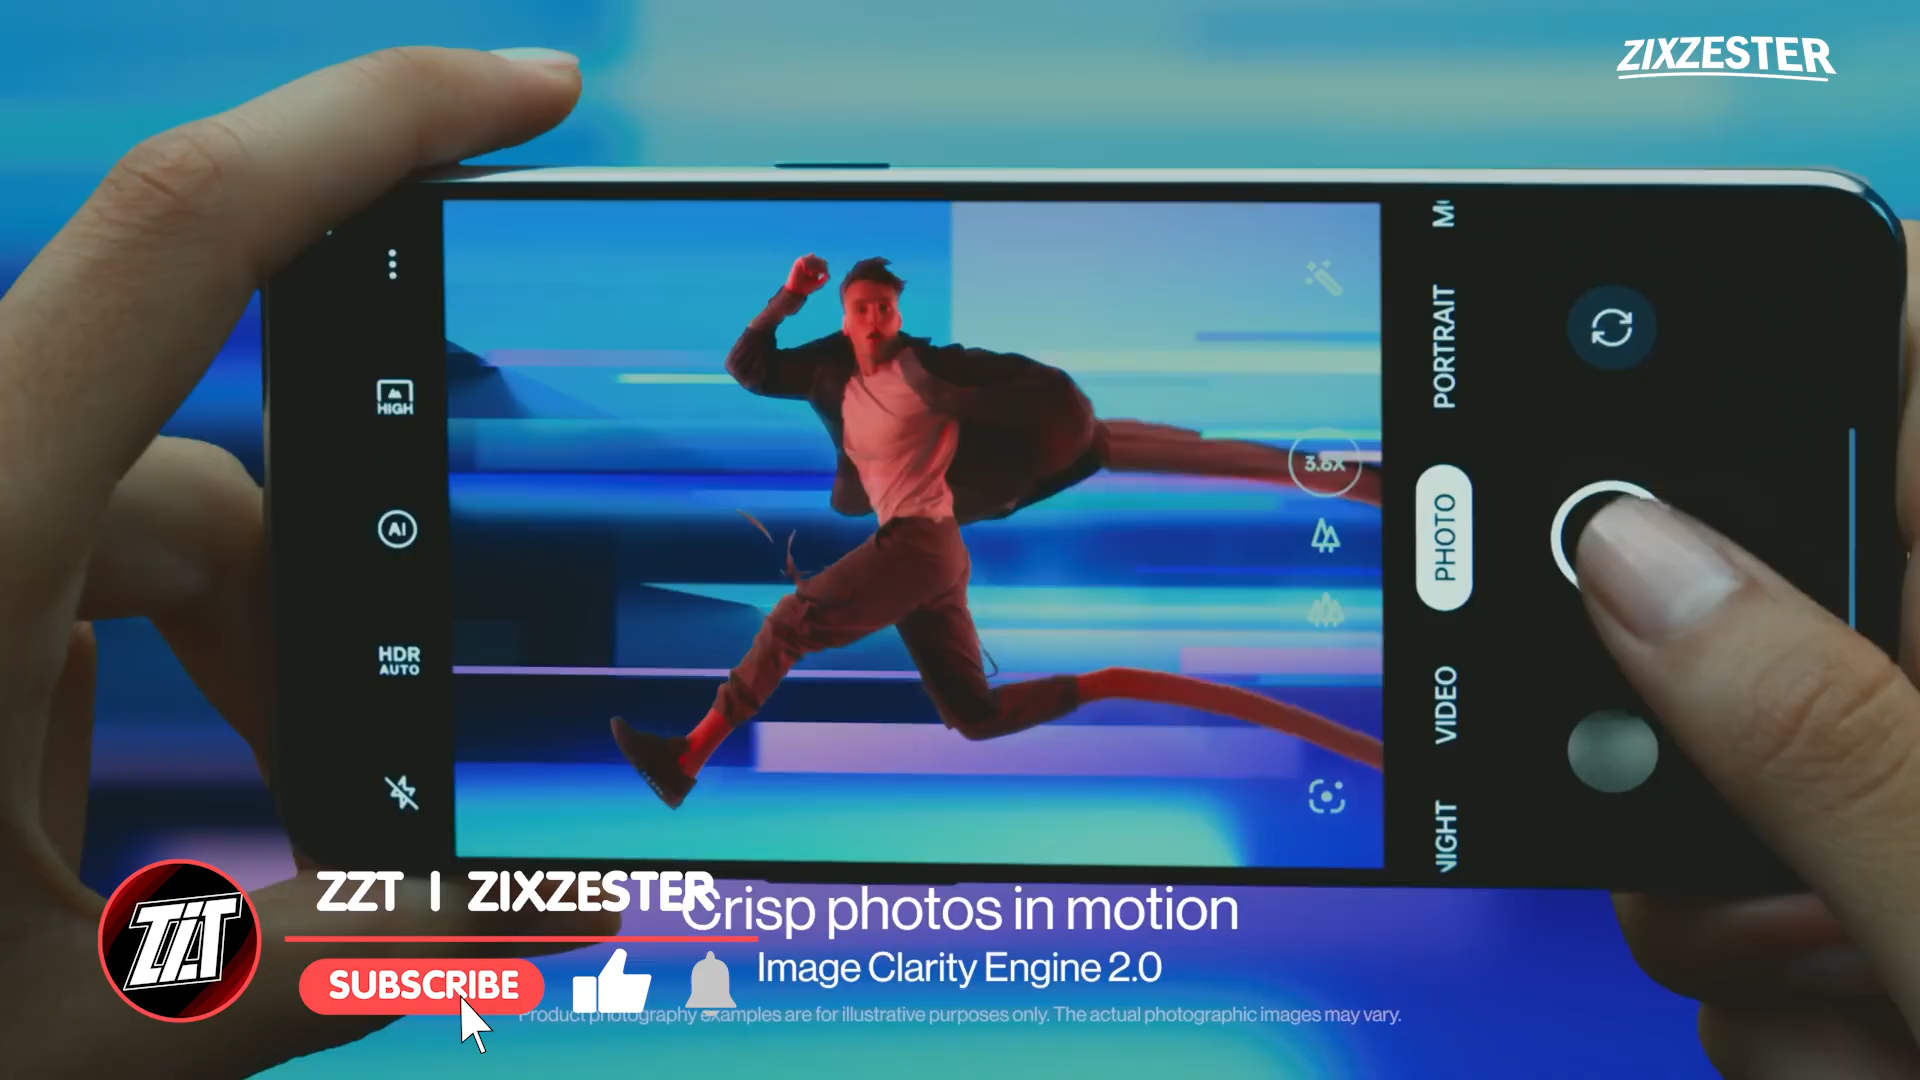 ZIXZESTER
HIGH
AI
HDR
AUTO
3.6X
PORTRAIT
PHOTO
VIDEO
NIGHT
ZZT | ZIXZESTER
SUBSCRIBE
Crisp photos in motion
Image Clarity Engine 2.0
Product photography examples are for illustrative purposes only. The actual photographic images may vary.